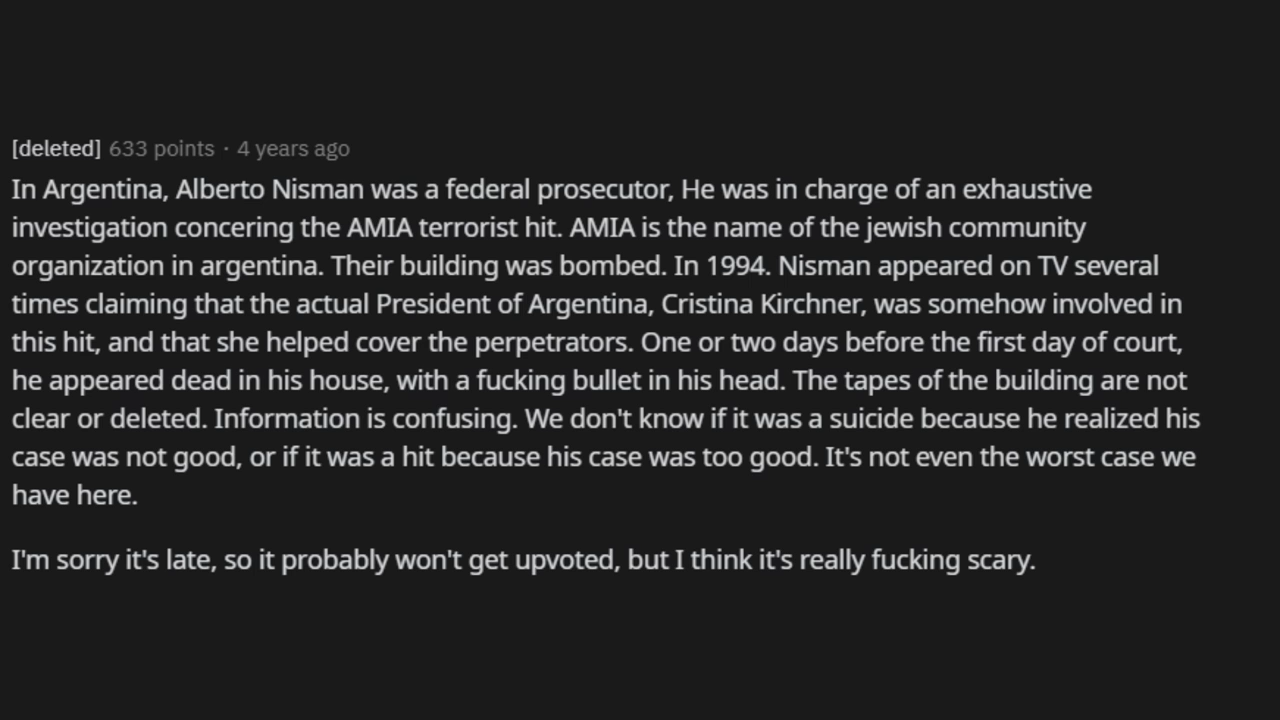 [deleted] 633 points · 4 years ago
In Argentina, Alberto Nisman was a federal prosecutor, He was in charge of an exhaustive
investigation concering the AMIA terrorist hit. AMIA is the name of the jewish community
organization in argentina. Their building was bombed. In 1994. Nisman appeared on TV several
times claiming that the actual President of Argentina, Cristina Kirchner, was somehow involved in
this hit, and that she helped cover the perpetrators. One or two days before the first day of court,
he appeared dead in his house, with a fucking bullet in his head. The tapes of the building are not
clear or deleted. Information is confusing. We don't know if it was a suicide because he realized his
case was not good, or if it was a hit because his case was too good. It's not even the worst case we
have here.
I'm sorry it's late, so it probably won't get upvoted, but I think it's really fucking scary.